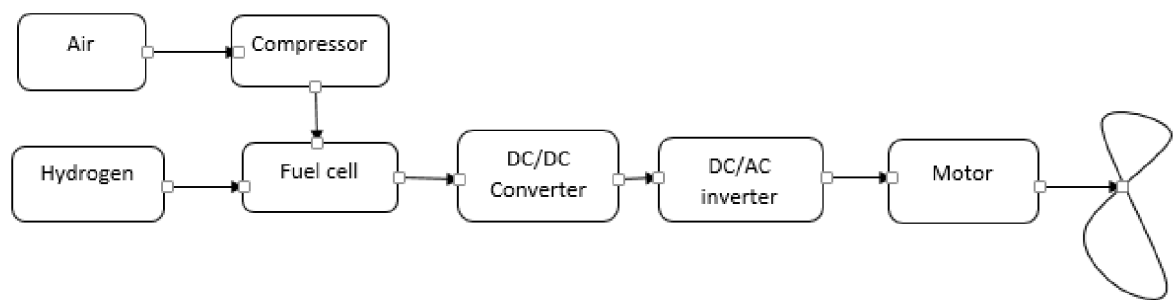 Air
Compressor
Hydrogen
Fuel cell
DC/DC
Converter
DC/AC
inverter
Motor